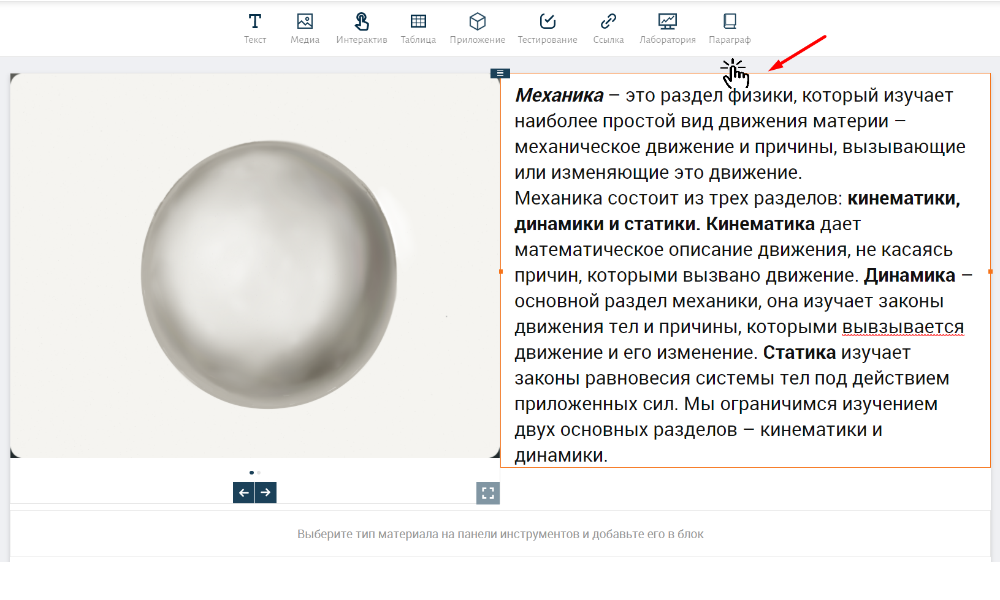 Текст Медиа Интерактив Таблица Приложение Тестирование Ссылка Лаборатория Параграф
Механика – это раздел физики, который изучает
наиболее простой вид движения материи –
механическое движение и причины, вызывающие
или изменяющие это движение.
Механика состоит из трех разделов: кинематики,
динамики и статики. Кинематика дает
математическое описание движения, не касаясь
причин, которыми вызвано движение. Динамика –
основной раздел механики, она изучает законы
движения тел и причины, которыми вывзывается
движение и его изменение. Статика изучает
законы равновесия системы тел под действием
приложенных сил. Мы ограничимся изучением
двух основных разделов – кинематики и
динамики.
Выберите тип материала на панели инструментов и добавьте его в блок